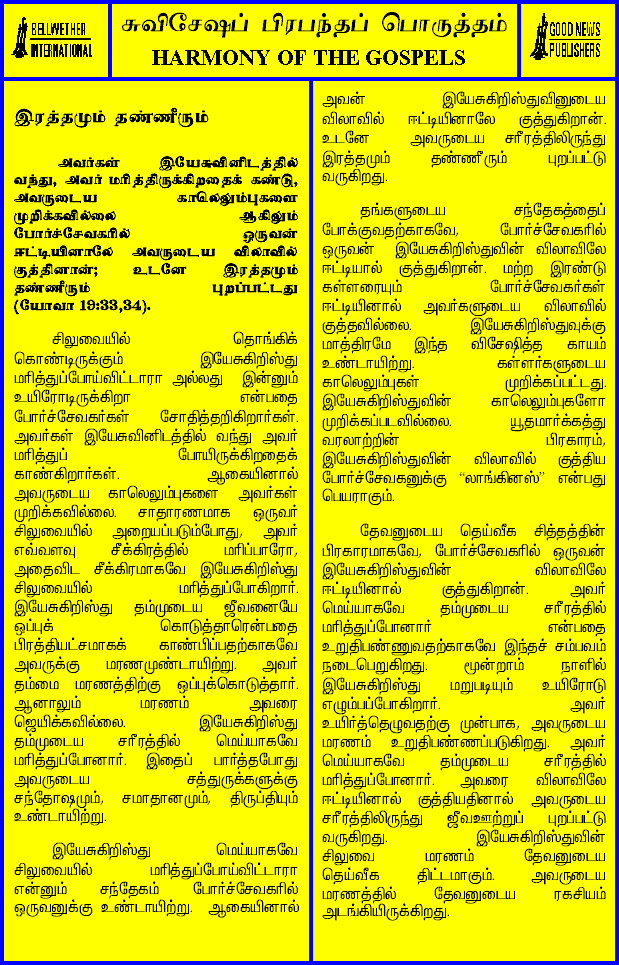 BELLWETHER
INTERNATIONAL
சுவிசேஷப் பிரபந்தப் பொருத்தம்
HARMONY OF THE GOSPELS
GOOD NEWS
PUBLISHERS
இரத்தமும் தண்ணீரும்
அவர்கள் இயேசுவினிடத்தில்
வந்து, அவர் மரித்திருக்கிறதைக் கண்டு,
அவருடைய காலெலும்புகளை
முறிக்கவில்லை ஆகிலும்
போர்ச்சேவகரில் ஒருவன்
ஈட்டியினாலே அவருடைய விலாவில்
குத்தினான்; உடனே இரத்தமும்
தண்ணீரும் புறப்பட்டது
(யோவா 19:33,34).
சிலுவையில் தொங்கிக்
கொண்டிருக்கும் இயேசுகிறிஸ்து
மரித்துப்போய்விட்டாரா அல்லது இன்னும்
உயிரோடிருக்கிறா என்பதை
போர்ச்சேவகர்கள் சோதித்தறிகிறார்கள்.
அவர்கள் இயேசுவினிடத்தில் வந்து அவர்
மரித்துப் போயிருக்கிறதைக்
காண்கிறார்கள். ஆகையினால்
அவருடைய காலெலும்புகளை அவர்கள்
முறிக்கவில்லை. சாதாரணமாக ஒருவர்
சிலுவையில் அறையப்படும்போது, அவர்
எவ்வளவு சீக்கிரத்தில் மரிப்பாரோ,
அதைவிட சீக்கிரமாகவே இயேசுகிறிஸ்து
சிலுவையில் மரித்துப்போகிறார்.
இயேசுகிறிஸ்து தம்முடைய ஜீவனையே
ஒப்புக் கொடுத்தாரென்பதை
பிரத்தியட்சமாகக் காண்பிப்பதற்காகவே
அவருக்கு மரணமுண்டாயிற்று. அவர்
தம்மை மரணத்திற்கு ஒப்புக்கொடுத்தார்.
ஆனாலும் மரணம் அவரை
ஜெயிக்கவில்லை. இயேசுகிறிஸ்து
தம்முடைய சரீரத்தில் மெய்யாகவே
மரித்துப்போனார். இதைப் பார்த்தபோது
அவருடைய சத்துருக்களுக்கு
சந்தோஷமும், சமாதானமும், திருப்தியும்
உண்டாயிற்று.
இயேசுகிறிஸ்து மெய்யாகவே
சிலுவையில் மரித்துப்போய்விட்டாரா
என்னும் சந்தேகம் போர்ச்சேவகரில்
ஒருவனுக்கு உண்டாயிற்று. ஆகையினால்
அவன் இயேசுகிறிஸ்துவினுடைய
விலாவில் ஈட்டியினாலே குத்துகிறான்.
உடனே அவருடைய சரீரத்திலிருந்து
இரத்தமும் தண்ணீரும் புறப்பட்டு
வருகிறது.
தங்களுடைய சந்தேகத்தைப்
போக்குவதற்காகவே, போர்ச்சேவகரில்
ஒருவன் இயேசுகிறிஸ்துவின் விலாவிலே
ஈட்டியால் குத்துகிறான். மற்ற இரண்டு
கள்ளரையும் போர்ச்சேவகர்கள்
ஈட்டியினால் அவர்களுடைய விலாவில்
குத்தவில்லை. இயேசுகிறிஸ்துவுக்கு
மாத்திரமே இந்த விசேஷித்த காயம்
உண்டாயிற்று. கள்ளர்களுடைய
காலெலும்புகள் முறிக்கப்பட்டது.
இயேசுகிறிஸ்துவின் காலெலும்புகளோ
முறிக்கப்படவில்லை. யூதமார்க்கத்து
வரலாற்றின் பிரகாரம்,
இயேசுகிறிஸ்துவின் விலாவில் குத்திய
போர்ச்சேவகனுக்கு “லாங்கினஸ்” என்பது
பெயராகும்.
தேவனுடைய தெய்வீக சித்தத்தின்
பிரகாரமாகவே, போர்ச்சேவகரில் ஒருவன்
இயேசுகிறிஸ்துவின் விலாவிலே
ஈட்டியினால் குத்துகிறான். அவர்
மெய்யாகவே தம்முடைய சரீரத்தில்
மரித்துப்போனார் என்பதை
உறுதிபண்ணுவதற்காகவே இந்தச் சம்பவம்
நடைபெறுகிறது. மூன்றாம் நாளில்
இயேசுகிறிஸ்து மறுபடியும் உயிரோடு
எழும்பப்போகிறார். அவர்
உயிர்த்தெழுவதற்கு முன்பாக, அவருடைய
மரணம் உறுதிபண்ணப்படுகிறது. அவர்
மெய்யாகவே தம்முடைய சரீரத்தில்
மரித்துப்போனார். அவரை விலாவிலே
ஈட்டியினால் குத்தியதினால் அவருடைய
சரீரத்திலிருந்து ஜீவஊற்றுப் புறப்பட்டு
வருகிறது. இயேசுகிறிஸ்துவின்
சிலுவை மரணம் தேவனுடைய
தெய்வீக திட்டமாகும். அவருடைய
மரணத்தில் தேவனுடைய ரகசியம்
அடங்கியிருக்கிறது.